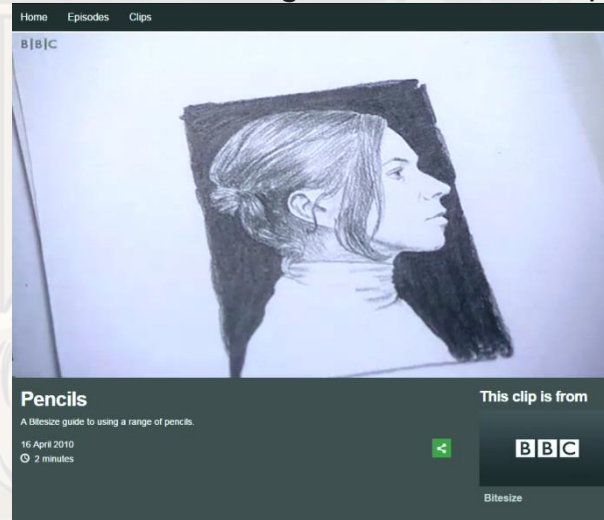 Home Episodes Clips
BBC
Pencils
A Bitesize guide to using a range of pencils.
16 April 2010
2 minutes
This clip is from
BBC
Bitesize